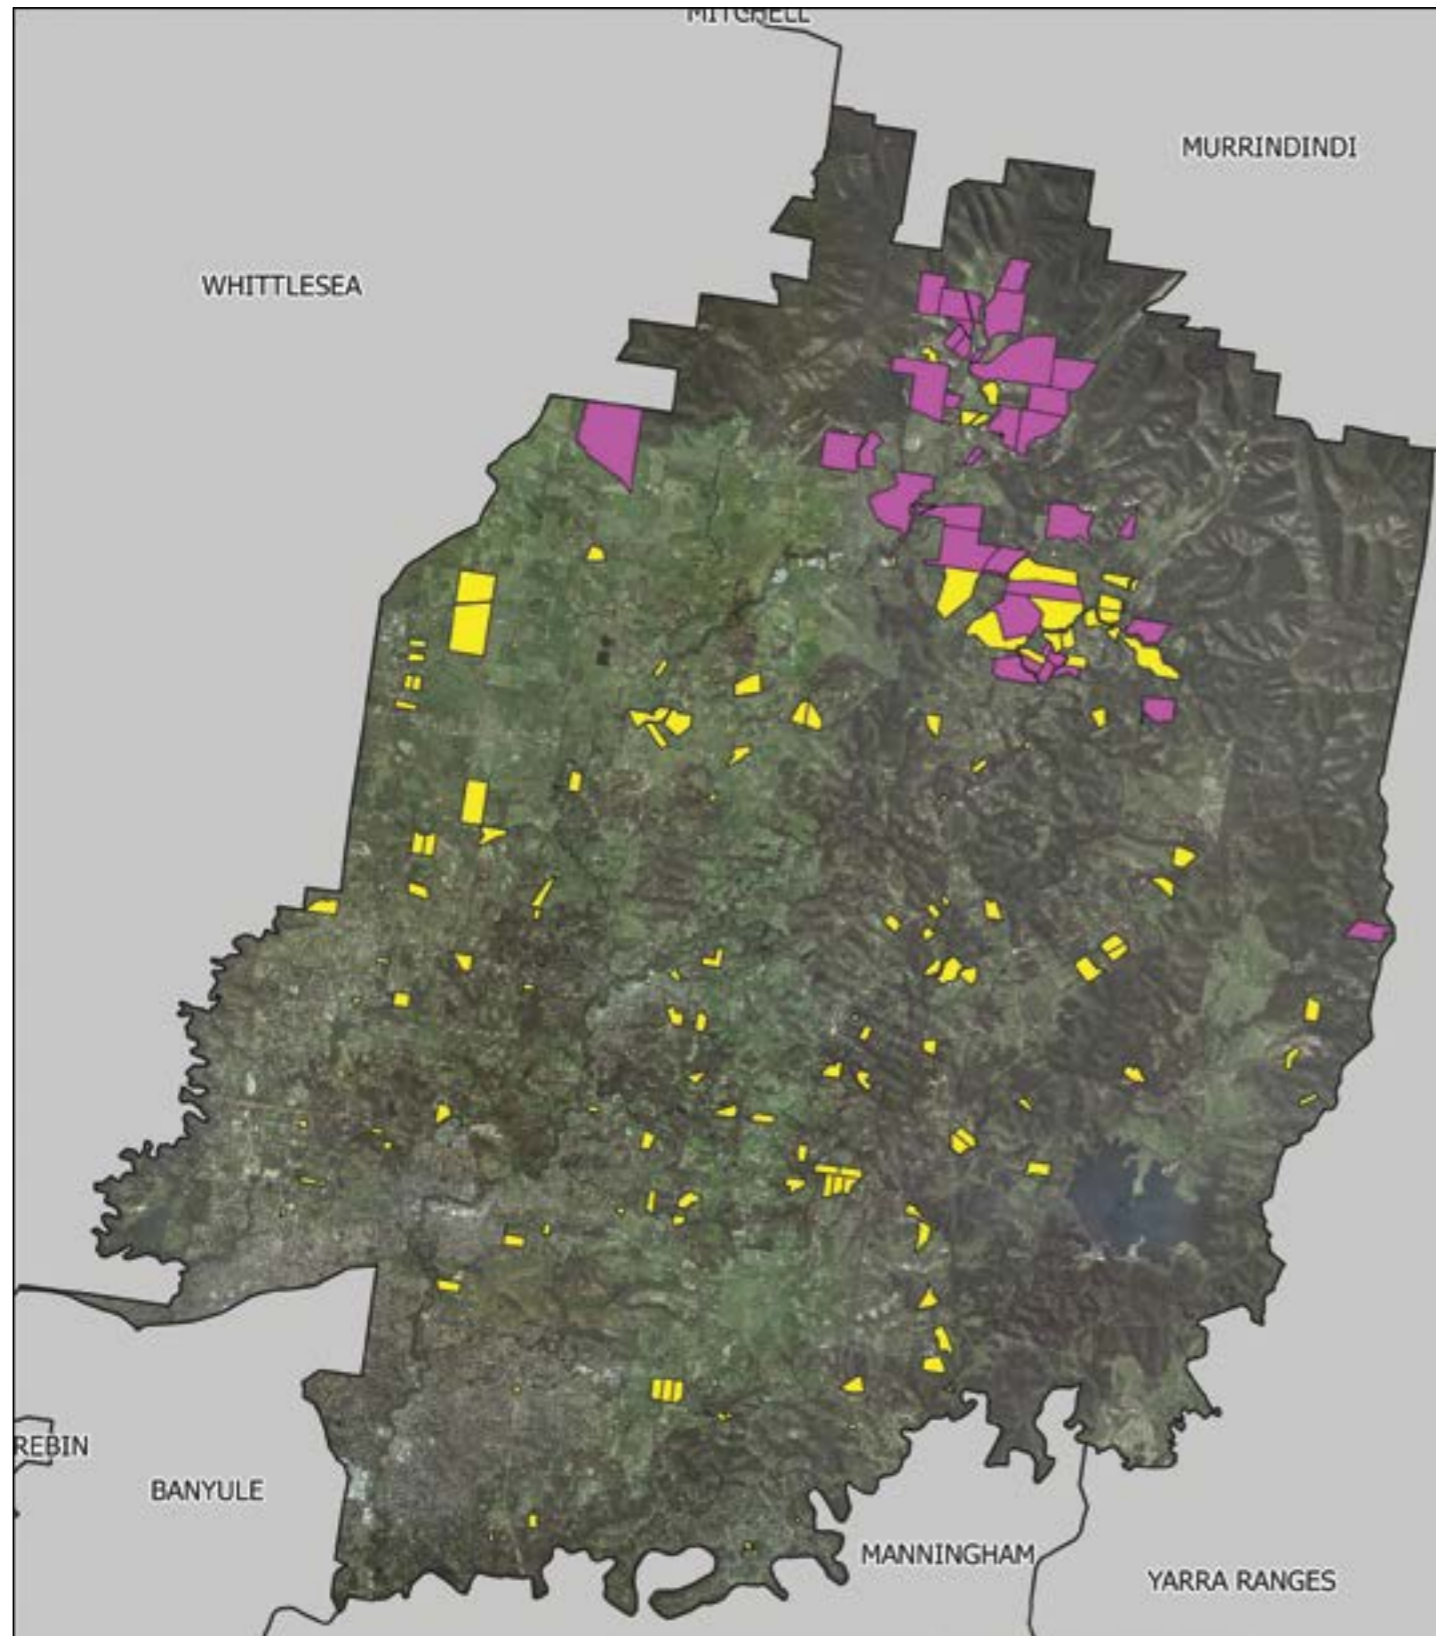 MITCHELL
MURRINDINDI
WHITTLESEA
REBIN
BANYULE
MANNINGHAM
YARRA RANGES